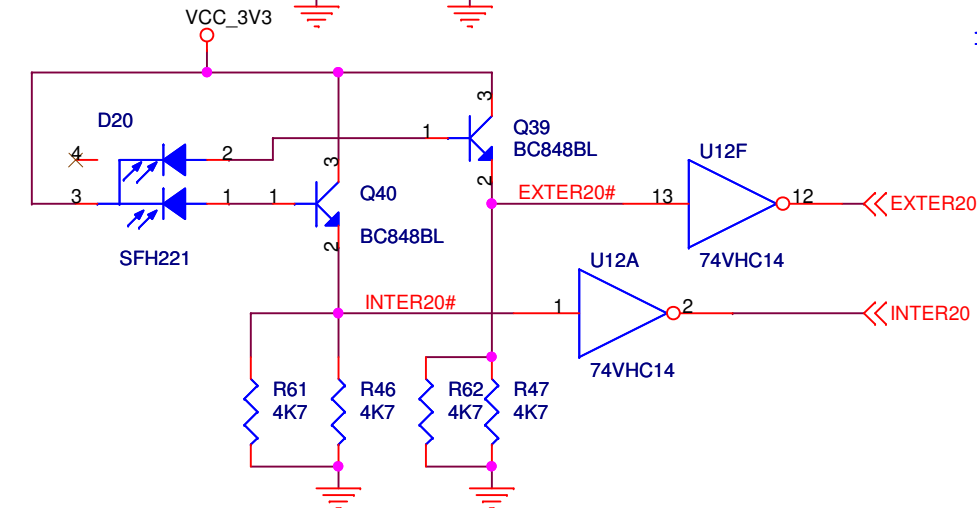 VCC_3V3
3
D20
1
Q39
BC848BL
U12F
4
2
3
2
EXTER20#
13
12
EXTER20
3
1
1
Q40
BC848BL
2
SFH221
74VHC14
U12A
INTER20#
1
2
INTER20
74VHC14
R61
4K7
R46
4K7
R62
4K7
R47
4K7